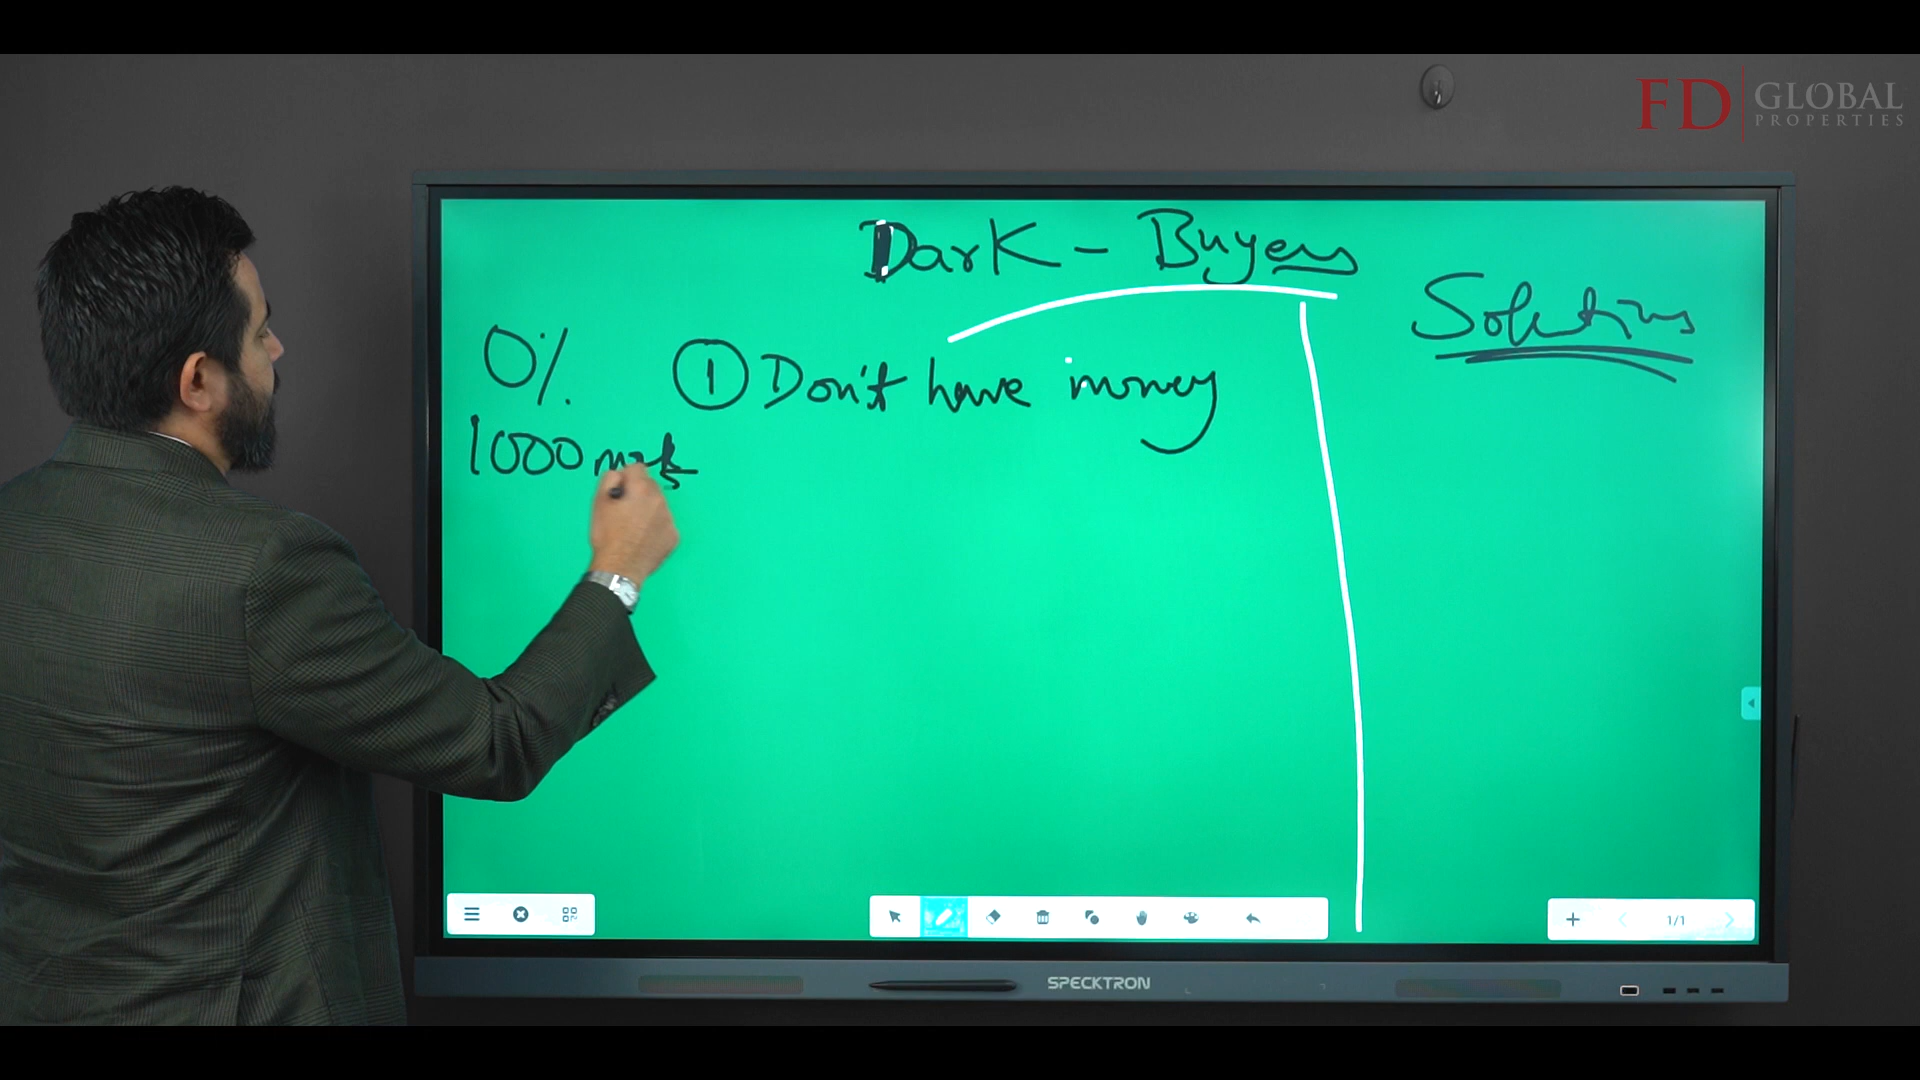 FD GLOBAL
PROPERTIES
Dark - Buyers
Solutions
0%
① Don't have money
1000
1/1
SPECKTRON